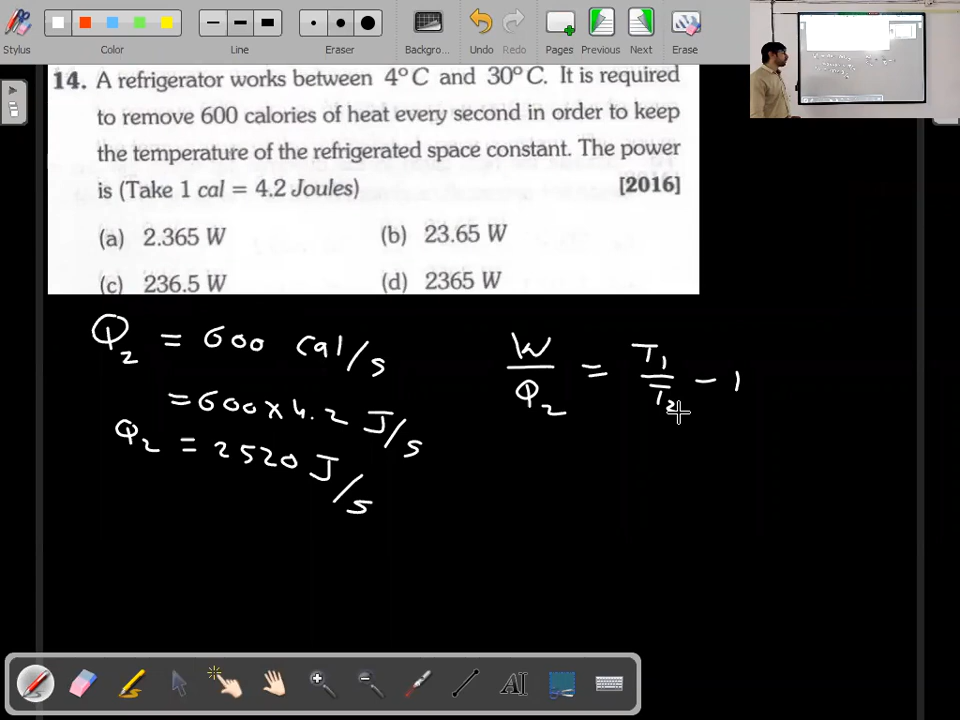 Stylus Color Line Eraser Backgro... Undo Redo Pages Previous Next Erase
14. A refrigerator works between 4°C and 30°C. It is required
to remove 600 calories of heat every second in order to keep
the temperature of the refrigerated space constant. The power
is (Take 1 cal = 4.2 Joules) [2016]
(a) 2.365 W (b) 23.65 W
(c) 236.5 W (d) 2365 W
Q₂ = 600 cal/s
= 600 × 4.2 J/s
Q₂ = 2520 J/s
W/Q₂ = T₁/T₂ - 1
AI